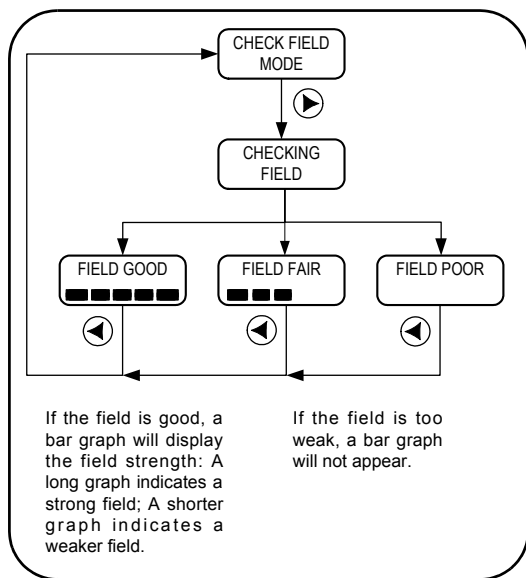 CHECK FIELD
MODE
CHECKING
FIELD
FIELD GOOD
FIELD FAIR
FIELD POOR
If the field is good, a
bar graph will display
the field strength: A
long graph indicates a
strong field; A shorter
graph indicates a
weaker field.
If the field is too
weak, a bar graph
will not appear.